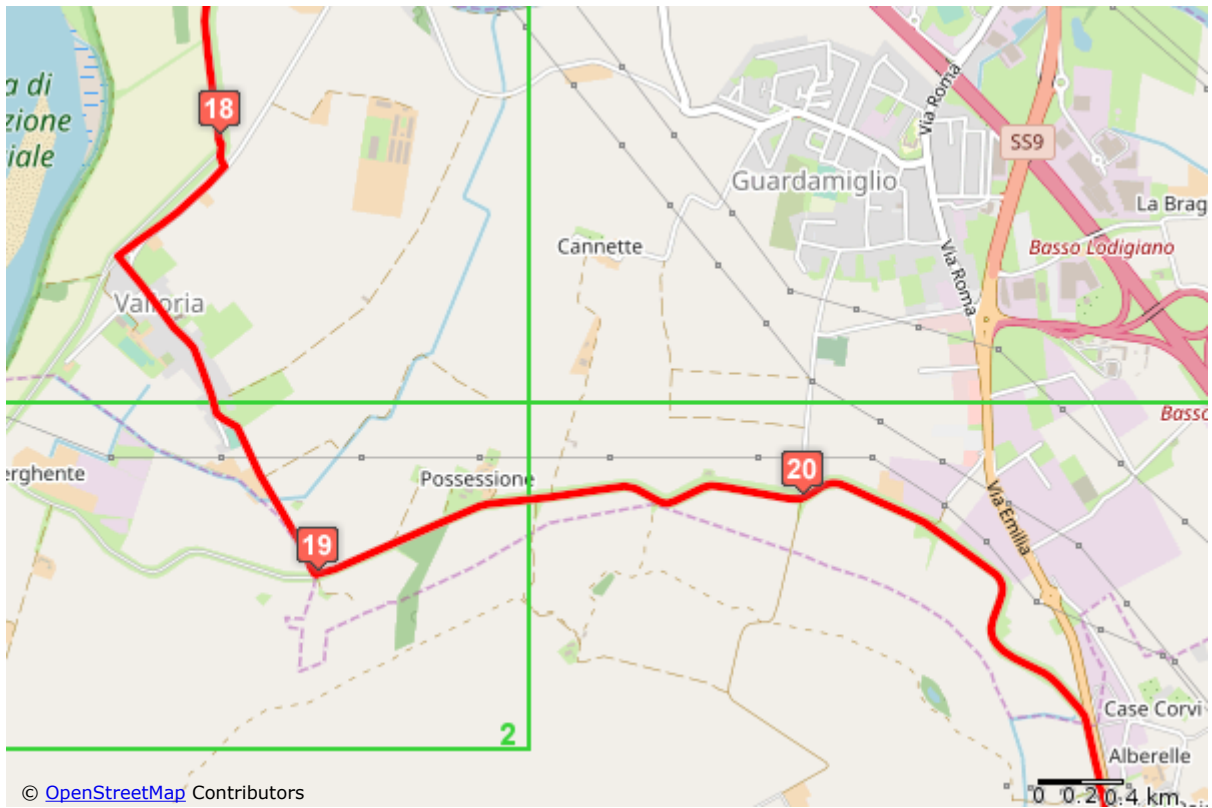 a di
zione
iale
18
Via Roma
SS9
Guardamiglio
La Brag
Cannette
Via Roma
Basso Lodigiano
Valloria
Basso
erghente
Possessione
20
Via Emilia
19
Case Corvi
2
Alberelle
0 0.2 0.4 km
© OpenStreetMap Contributors